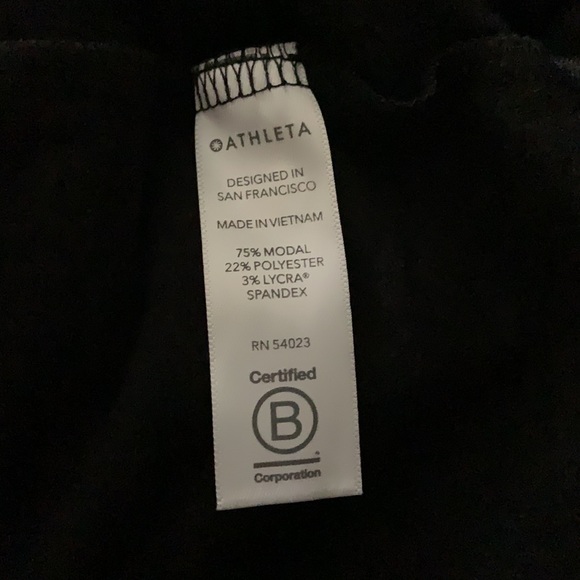 ATHLETA
DESIGNED IN
SAN FRANCISCO
MADE IN VIETNAM
75% MODAL
22% POLYESTER
3% LYCRA®
SPANDEX
RN 54023
Certified
B
Corporation